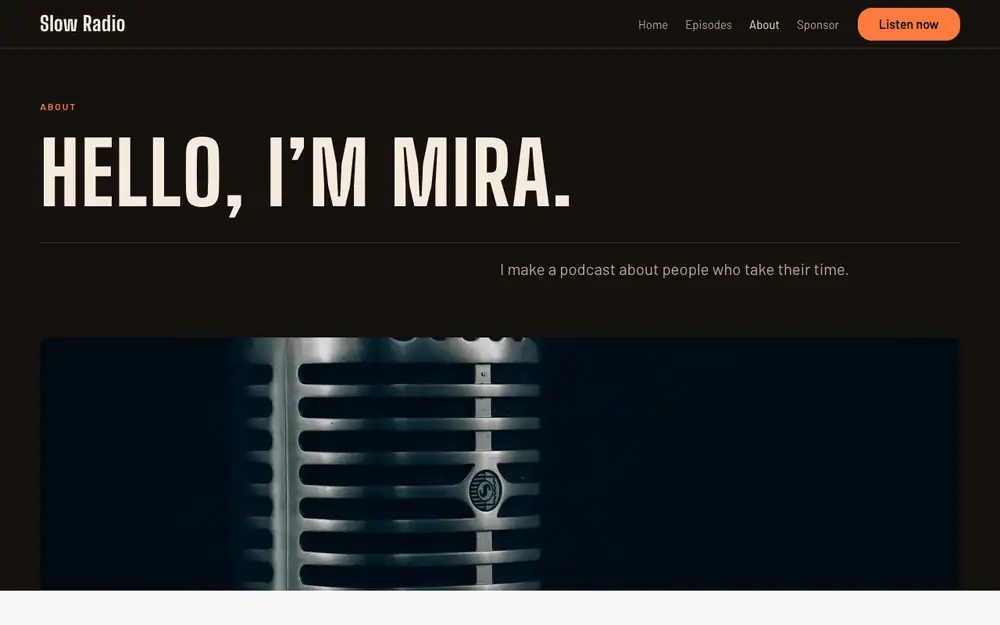 Slow Radio
Home Episodes About Sponsor Listen now
ABOUT
HELLO, I’M MIRA.
I make a podcast about people who take their time.